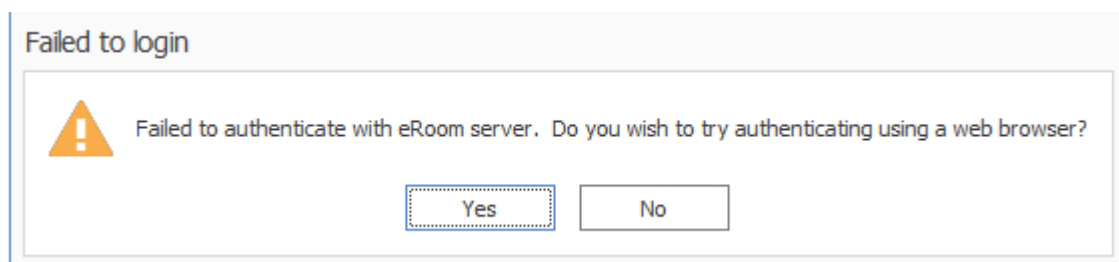 Failed to login
Failed to authenticate with eRoom server.  Do you wish to try authenticating using a web browser?
Yes
No